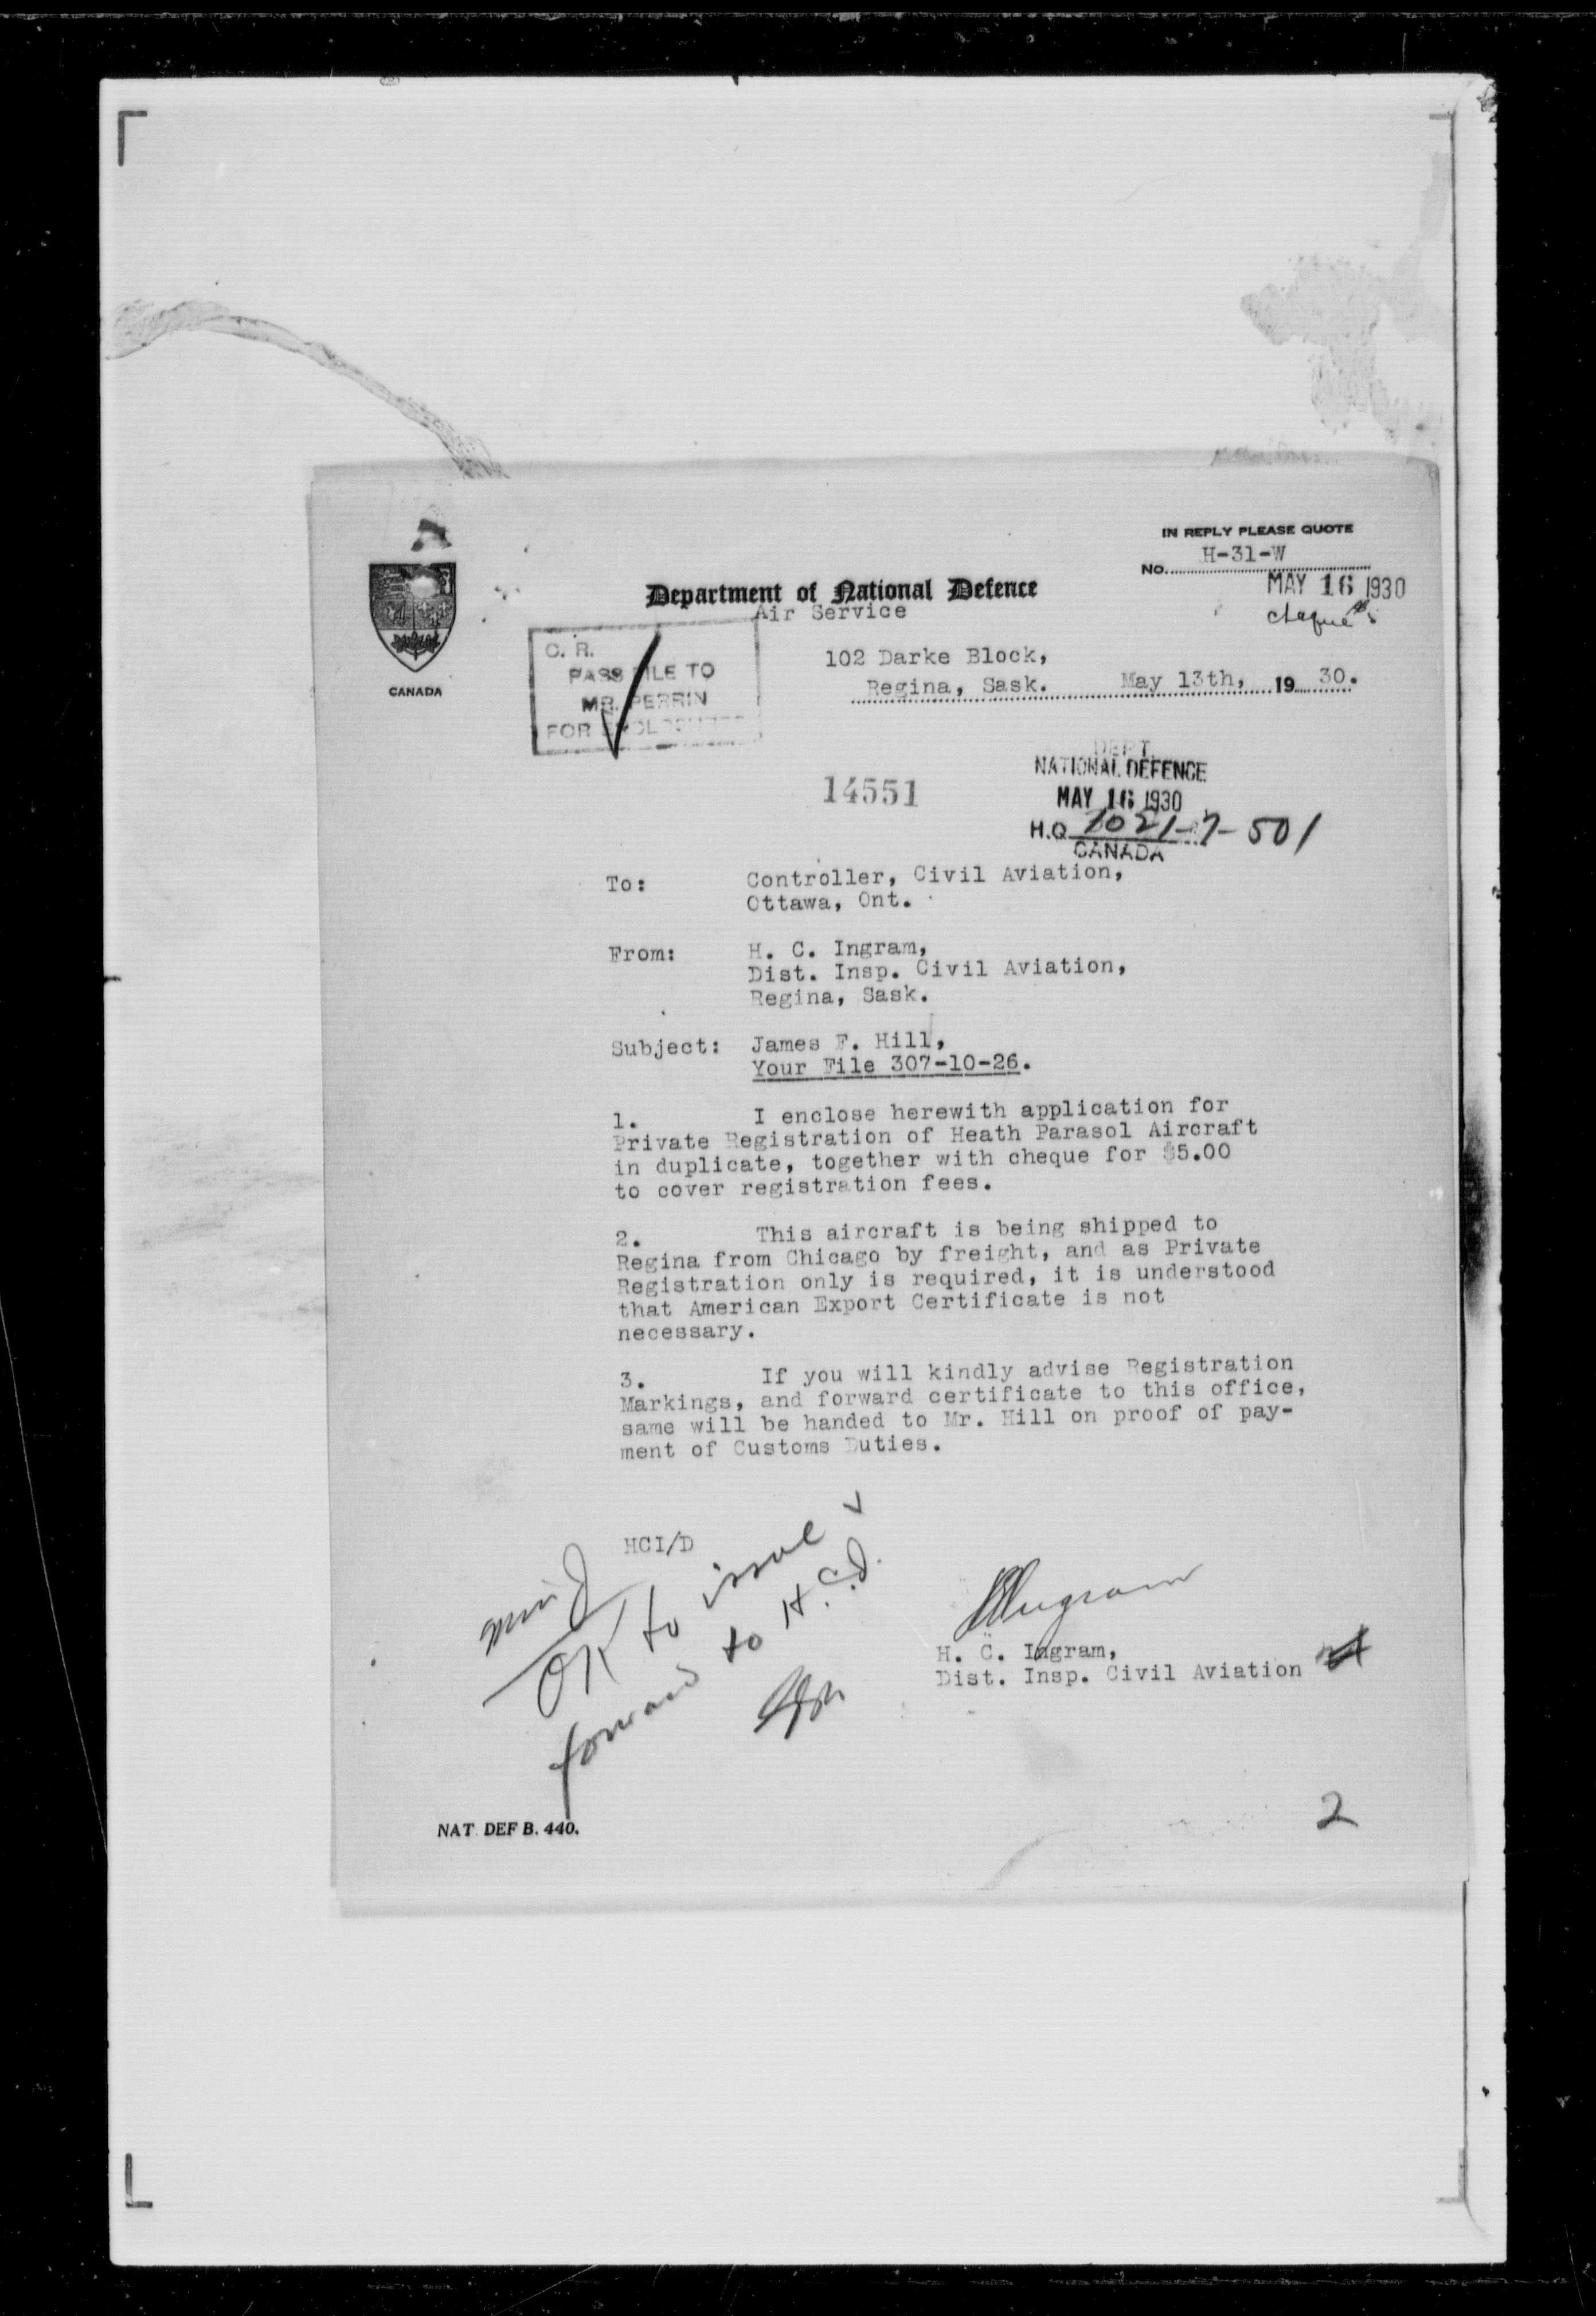 IN REPLY PLEASE QUOTE
No. H-31-W
MAY 16 1930
cheque
Department of National Defence
Air Service
CANADA
C. R.
PASS FILE TO
MR. PERRIN
FOR
102 Darke Block,
Regina, Sask. May 13th, 19 30.
14551
DEPT.
NATIONAL DEFENCE
MAY 16 1930
H.Q. 1021-7-501
CANADA
To: Controller, Civil Aviation,
Ottawa, Ont.
From: H. C. Ingram,
Dist. Insp. Civil Aviation,
Regina, Sask.
Subject: James F. Hill,
Your File 307-10-26.
1. I enclose herewith application for
Private Registration of Heath Parasol Aircraft
in duplicate, together with cheque for $5.00
to cover registration fees.
2. This aircraft is being shipped to
Regina from Chicago by freight, and as Private
Registration only is required, it is understood
that American Export Certificate is not
necessary.
3. If you will kindly advise Registration
Markings, and forward certificate to this office,
same will be handed to Mr. Hill on proof of pay-
ment of Customs Duties.
HCI/D
OK to issue
forward to
H. C. Ingram,
Dist. Insp. Civil Aviation
2
NAT. DEF B. 440.